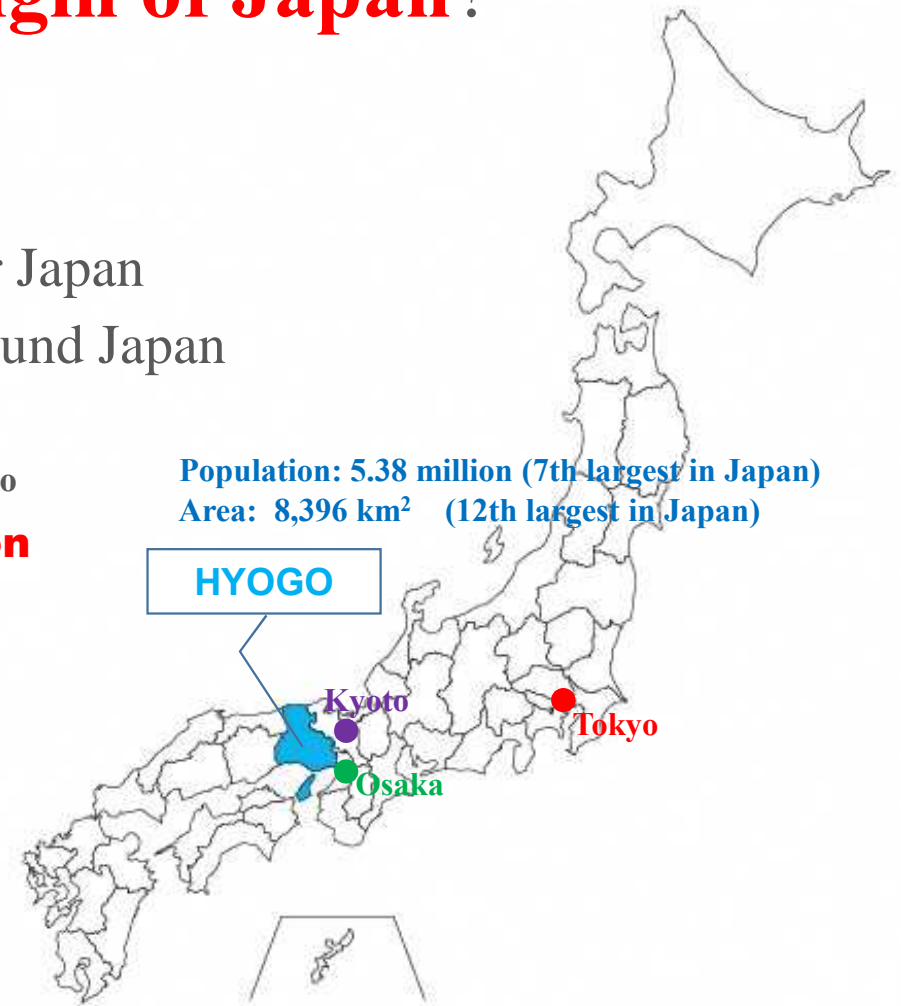 gin of Japan?
r Japan
und Japan
o
Population: 5.38 million (7th largest in Japan)
Area: 8,396 km² (12th largest in Japan)
n
HYOGO
Kyoto
Tokyo
Osaka